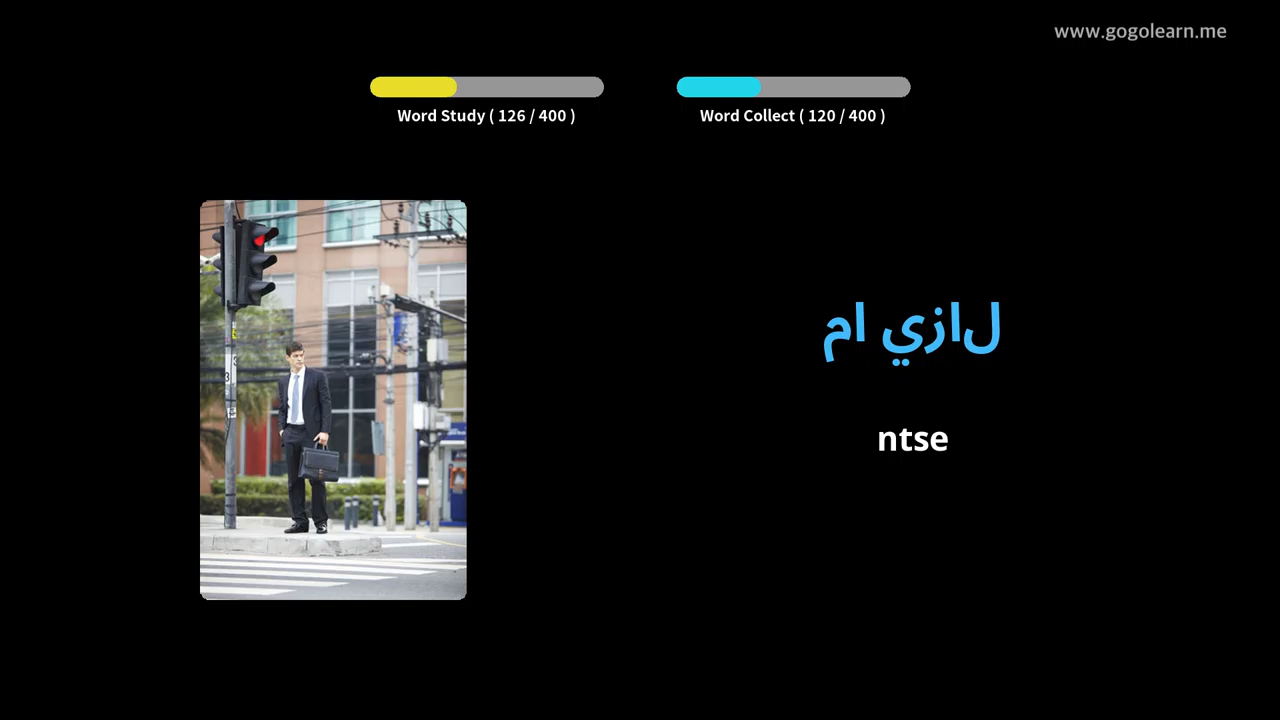 www.gogolearn.me
Word Study ( 126 / 400 )
Word Collect ( 120 / 400 )
لازي ام
ntse